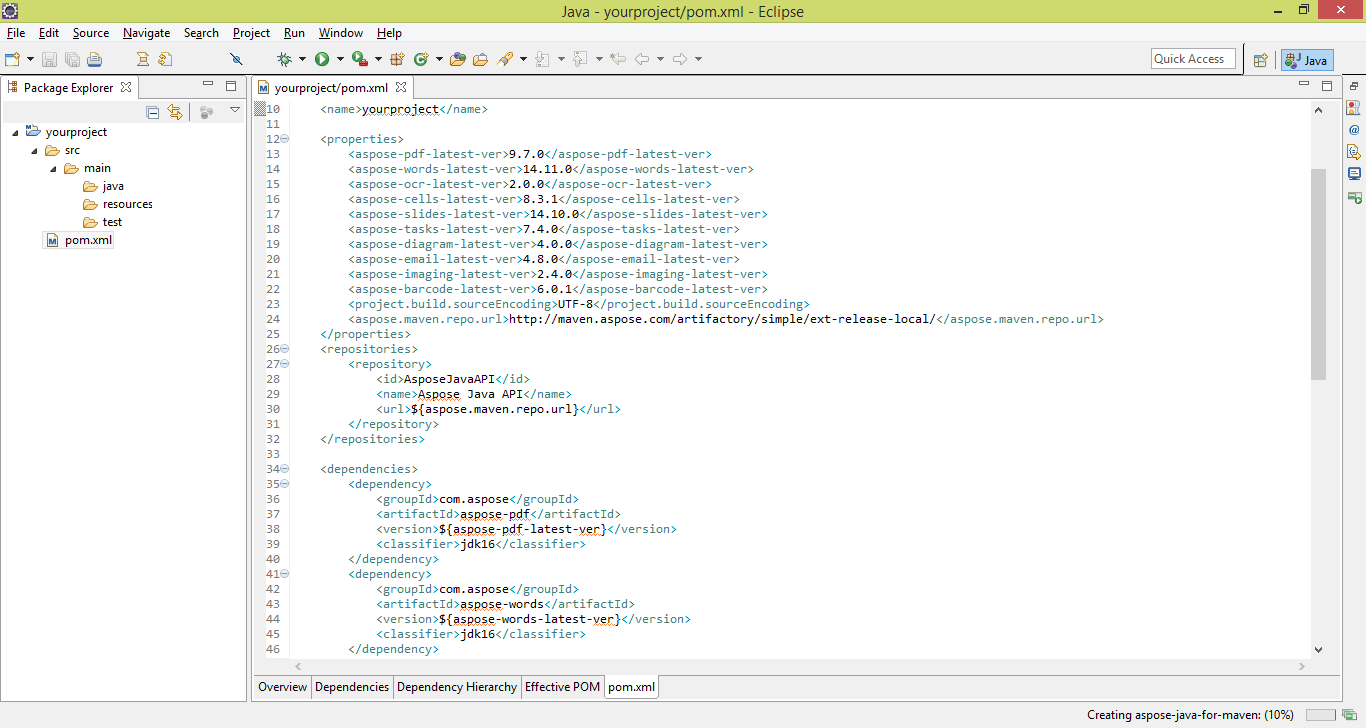 Java - yourproject/pom.xml - Eclipse
File Edit Source Navigate Search Project Run Window Help
Quick Access
Java
Package Explorer
yourproject
src
main
java
resources
test
pom.xml
yourproject/pom.xml
10 <name>yourproject</name>
11
12 <properties>
13 <aspose-pdf-latest-ver>9.7.0</aspose-pdf-latest-ver>
14 <aspose-words-latest-ver>14.11.0</aspose-words-latest-ver>
15 <aspose-ocr-latest-ver>2.0.0</aspose-ocr-latest-ver>
16 <aspose-cells-latest-ver>8.3.1</aspose-cells-latest-ver>
17 <aspose-slides-latest-ver>14.10.0</aspose-slides-latest-ver>
18 <aspose-tasks-latest-ver>7.4.0</aspose-tasks-latest-ver>
19 <aspose-diagram-latest-ver>4.0.0</aspose-diagram-latest-ver>
20 <aspose-email-latest-ver>4.8.0</aspose-email-latest-ver>
21 <aspose-imaging-latest-ver>2.4.0</aspose-imaging-latest-ver>
22 <aspose-barcode-latest-ver>6.0.1</aspose-barcode-latest-ver>
23 <project.build.sourceEncoding>UTF-8</project.build.sourceEncoding>
24 <aspose.maven.repo.url>http://maven.aspose.com/artifactory/simple/ext-release-local/</aspose.maven.repo.url>
25 </properties>
26 <repositories>
27 <repository>
28 <id>AsposeJavaAPI</id>
29 <name>Aspose Java API</name>
30 <url>${aspose.maven.repo.url}</url>
31 </repository>
32 </repositories>
33
34 <dependencies>
35 <dependency>
36 <groupId>com.aspose</groupId>
37 <artifactId>aspose-pdf</artifactId>
38 <version>${aspose-pdf-latest-ver}</version>
39 <classifier>jdk16</classifier>
40 </dependency>
41 <dependency>
42 <groupId>com.aspose</groupId>
43 <artifactId>aspose-words</artifactId>
44 <version>${aspose-words-latest-ver}</version>
45 <classifier>jdk16</classifier>
46 </dependency>
Overview Dependencies Dependency Hierarchy Effective POM pom.xml
Creating aspose-java-for-maven: (10%)